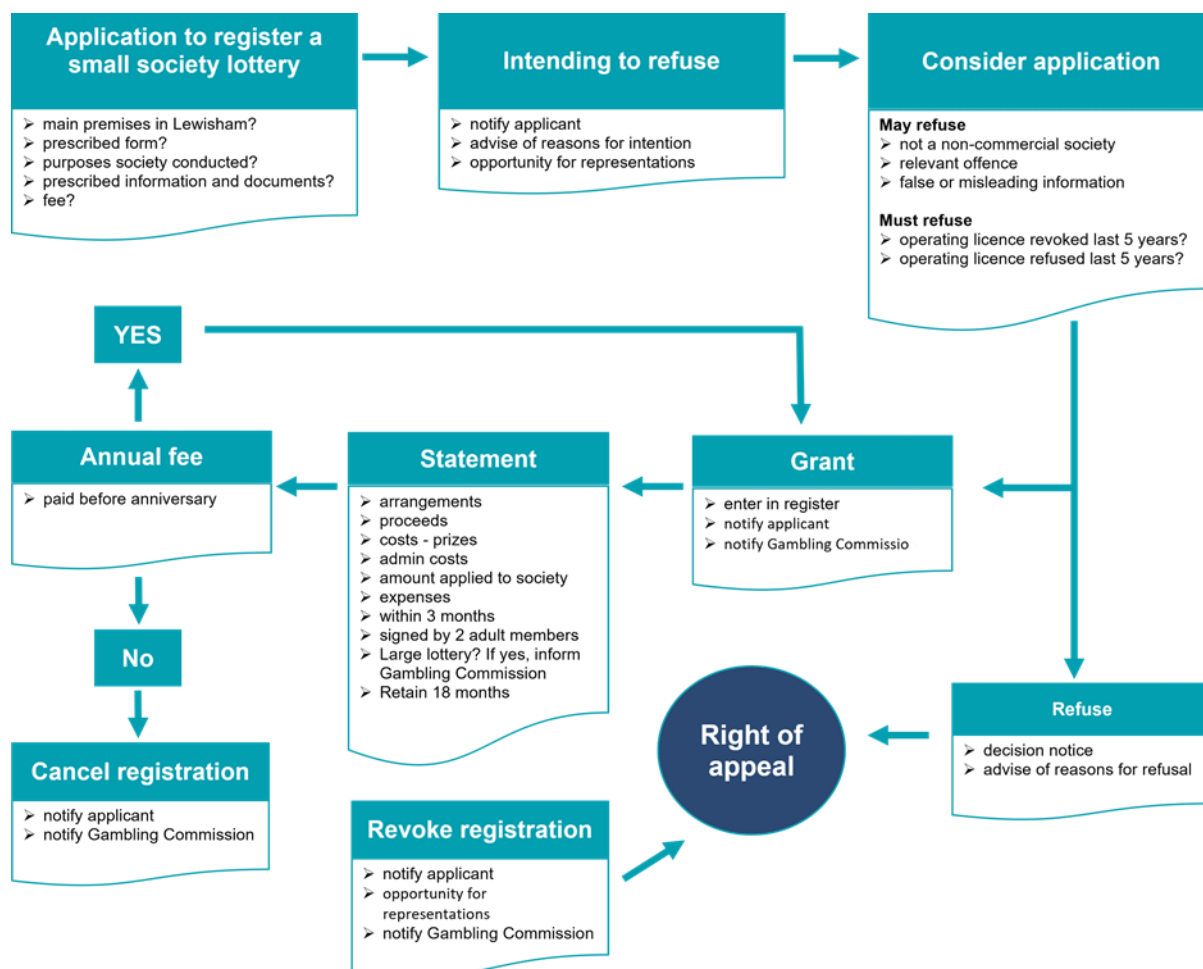 Application to register a
small society lottery
➢ main premises in Lewisham?
➢ prescribed form?
➢ purposes society conducted?
➢ prescribed information and documents?
➢ fee?
Intending to refuse
➢ notify applicant
➢ advise of reasons for intention
➢ opportunity for representations
Consider application
May refuse
➢ not a non-commercial society
➢ relevant offence
➢ false or misleading information
Must refuse
➢ operating licence revoked last 5 years?
➢ operating licence refused last 5 years?
YES
Annual fee
➢ paid before anniversary
Statement
➢ arrangements
➢ proceeds
➢ costs - prizes
➢ admin costs
➢ amount applied to society
➢ expenses
➢ within 3 months
➢ signed by 2 adult members
➢ Large lottery? If yes, inform
Gambling Commission
➢ Retain 18 months
Grant
➢ enter in register
➢ notify applicant
➢ notify Gambling Commissio
No
Cancel registration
➢ notify applicant
➢ notify Gambling Commission
Revoke registration
➢ notify applicant
➢ opportunity for
representations
➢ notify Gambling Commission
Right of
appeal
Refuse
➢ decision notice
➢ advise of reasons for refusal